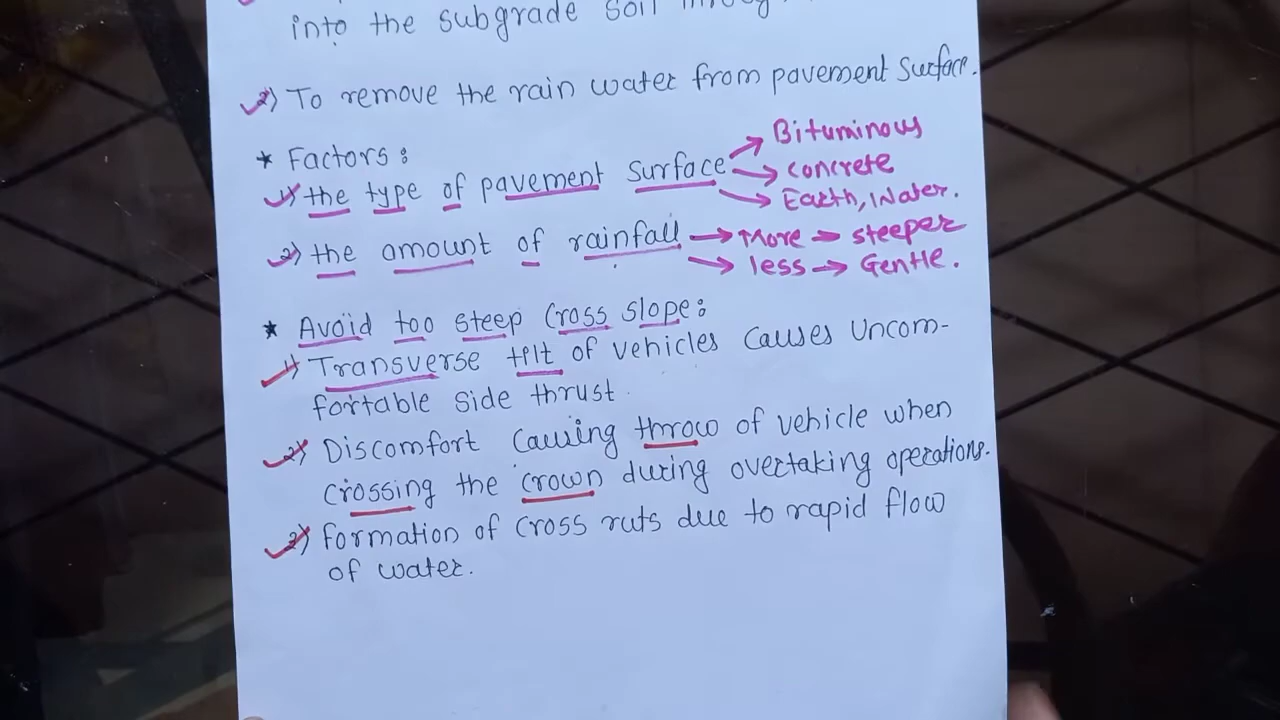 into the subgrade soil
2) To remove the rain water from pavement surface.
* Factors :
1) the type of pavement surface → Bituminous
→ concrete
→ Earth, Water.
2) the amount of rainfall → More → steeper
→ less → Gentle.
* Avoid too steep cross slope :
1) Transverse tilt of vehicles causes Uncom-
fortable side thrust
2) Discomfort causing throw of vehicle when
crossing the crown during overtaking operations.
3) formation of cross ruts due to rapid flow
of water.